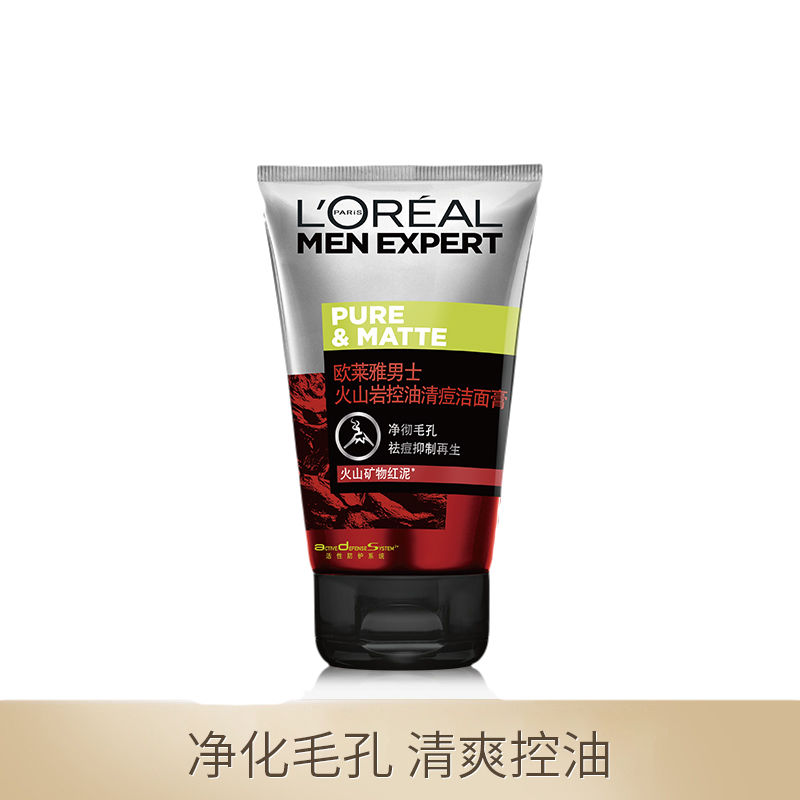 L'ORÉAL
PARIS
MEN EXPERT
PURE
& MATTE
欧莱雅男士
火山岩控油清痘洁面膏
净彻毛孔
祛痘抑制再生
火山矿物红泥*
Active Defense System™
活性防护系统
净化毛孔 清爽控油